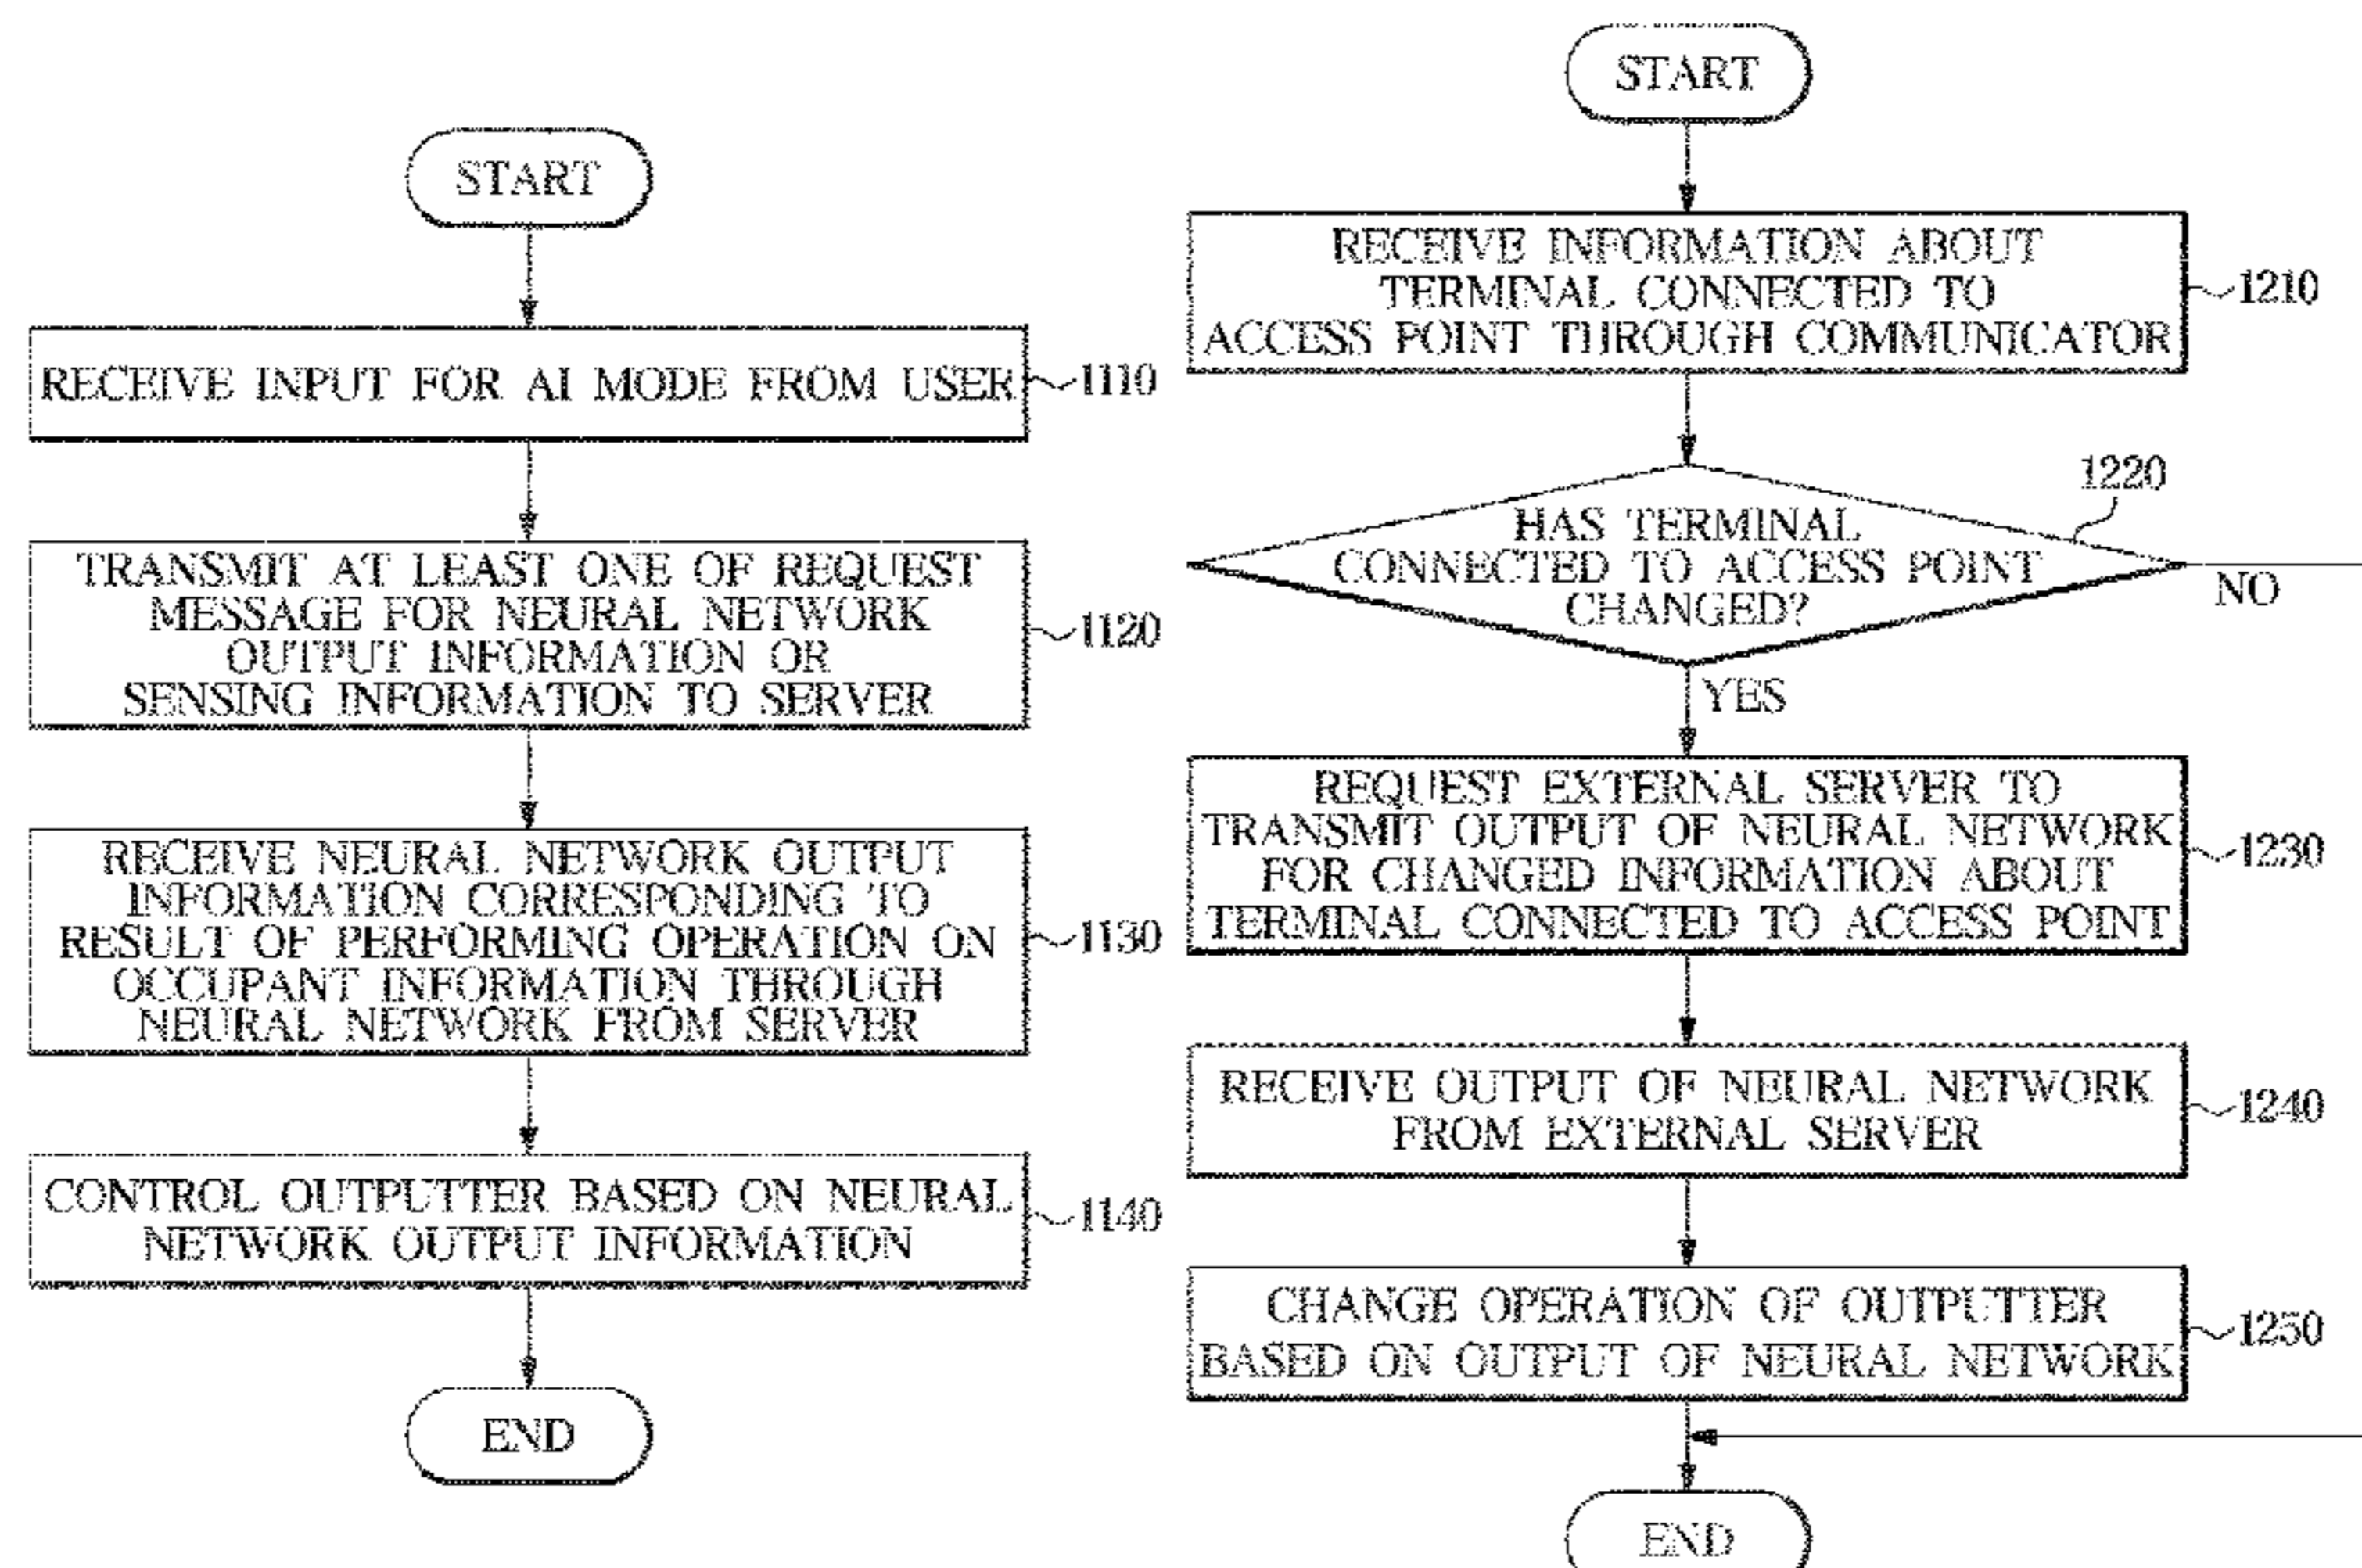 START
RECEIVE INPUT FOR AI MODE FROM USER
1110
TRANSMIT AT LEAST ONE OF REQUEST
MESSAGE FOR NEURAL NETWORK
OUTPUT INFORMATION OR
SENSING INFORMATION TO SERVER
1120
RECEIVE NEURAL NETWORK OUTPUT
INFORMATION CORRESPONDING TO
RESULT OF PERFORMING OPERATION ON
OCCUPANT INFORMATION THROUGH
NEURAL NETWORK FROM SERVER
1130
CONTROL OUTPUTTER BASED ON NEURAL
NETWORK OUTPUT INFORMATION
1140
END
START
RECEIVE INFORMATION ABOUT
TERMINAL CONNECTED TO
ACCESS POINT THROUGH COMMUNICATOR
1210
1220
HAS TERMINAL
CONNECTED TO ACCESS POINT
CHANGED?
NO
YES
REQUEST EXTERNAL SERVER TO
TRANSMIT OUTPUT OF NEURAL NETWORK
FOR CHANGED INFORMATION ABOUT
TERMINAL CONNECTED TO ACCESS POINT
1230
RECEIVE OUTPUT OF NEURAL NETWORK
FROM EXTERNAL SERVER
1240
CHANGE OPERATION OF OUTPUTTER
BASED ON OUTPUT OF NEURAL NETWORK
1250
END